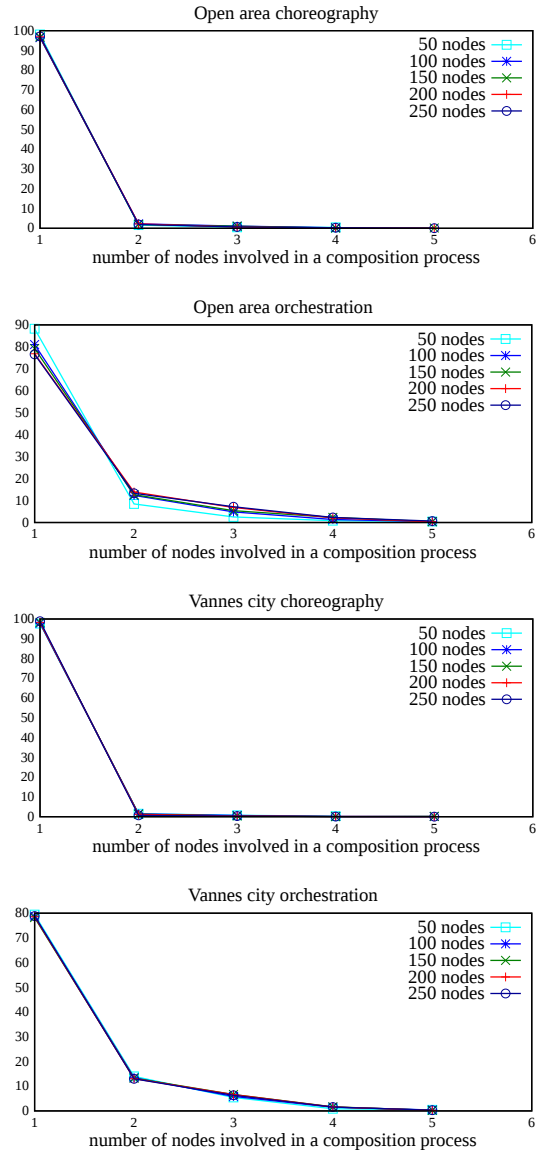 Open area choreography
100
90
80
70
60
50
40
30
20
10
0
50 nodes
100 nodes
150 nodes
200 nodes
250 nodes
1 2 3 4 5 6
number of nodes involved in a composition process
Open area orchestration
90
80
70
60
50
40
30
20
10
0
50 nodes
100 nodes
150 nodes
200 nodes
250 nodes
1 2 3 4 5 6
number of nodes involved in a composition process
Vannes city choreography
100
90
80
70
60
50
40
30
20
10
0
50 nodes
100 nodes
150 nodes
200 nodes
250 nodes
1 2 3 4 5 6
number of nodes involved in a composition process
Vannes city orchestration
80
70
60
50
40
30
20
10
0
50 nodes
100 nodes
150 nodes
200 nodes
250 nodes
1 2 3 4 5 6
number of nodes involved in a composition process